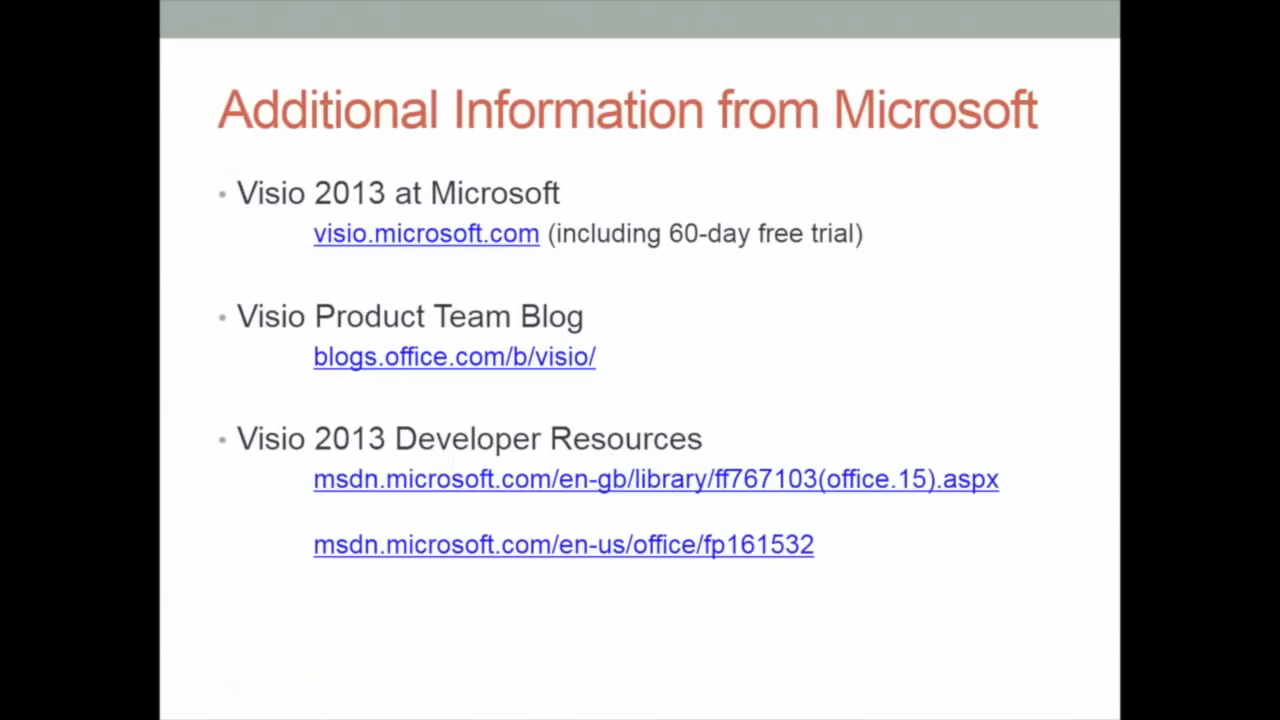 Additional Information from Microsoft
• Visio 2013 at Microsoft
visio.microsoft.com (including 60-day free trial)
• Visio Product Team Blog
blogs.office.com/b/visio/
• Visio 2013 Developer Resources
msdn.microsoft.com/en-gb/library/ff767103(office.15).aspx
msdn.microsoft.com/en-us/office/fp161532